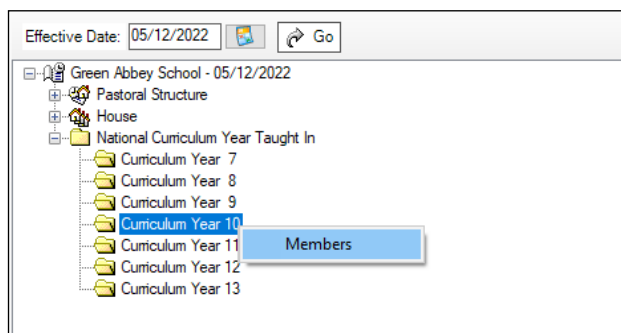 Effective Date: 05/12/2022 Go
Green Abbey School - 05/12/2022
Pastoral Structure
House
National Curriculum Year Taught In
Curriculum Year 7
Curriculum Year 8
Curriculum Year 9
Curriculum Year 10
Members
Curriculum Year 11
Curriculum Year 12
Curriculum Year 13